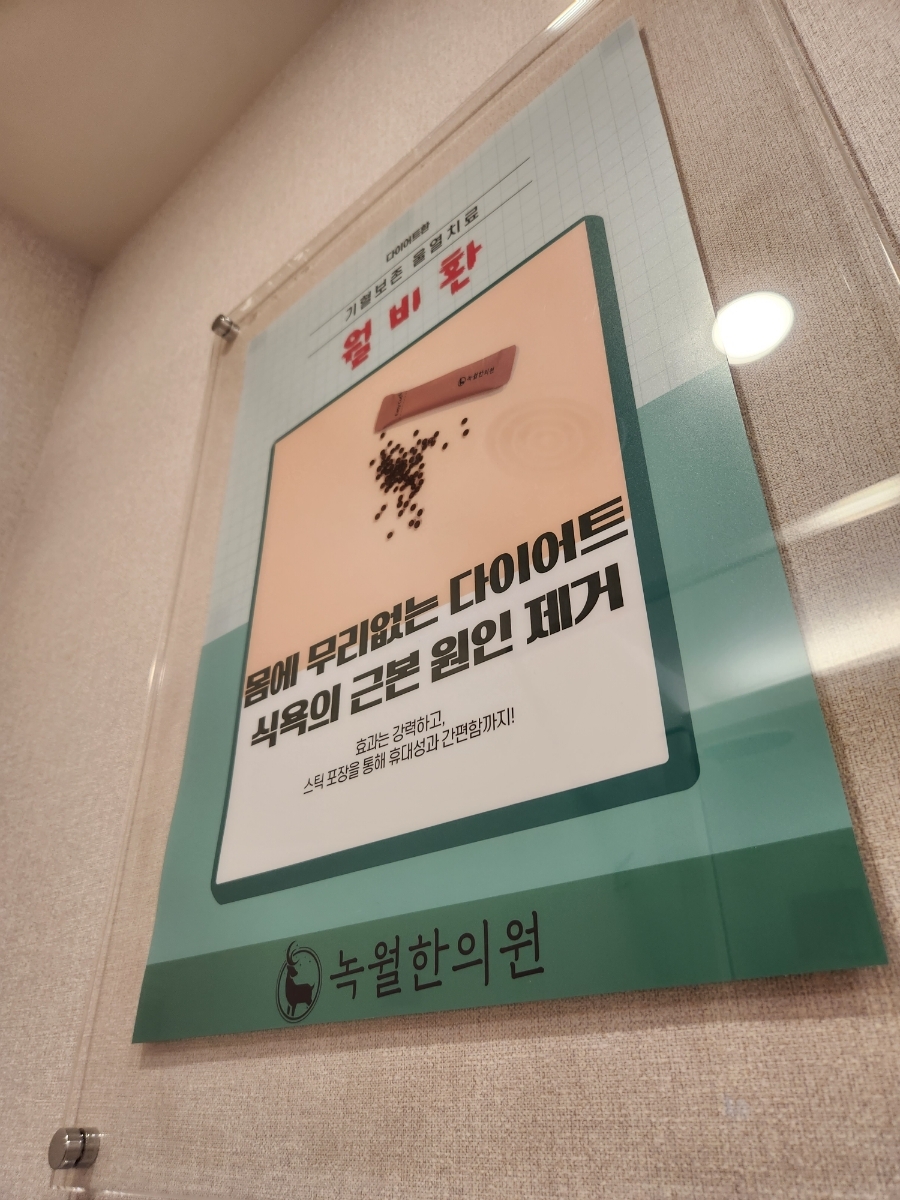 다이어트환
기혈보존 울열치료
월비환
녹월한의원
몸에 무리없는 다이어트
식욕의 근본 원인 제거
효과는 강력하고,
스틱 포장을 통해 휴대성과 간편함까지!
녹월한의원